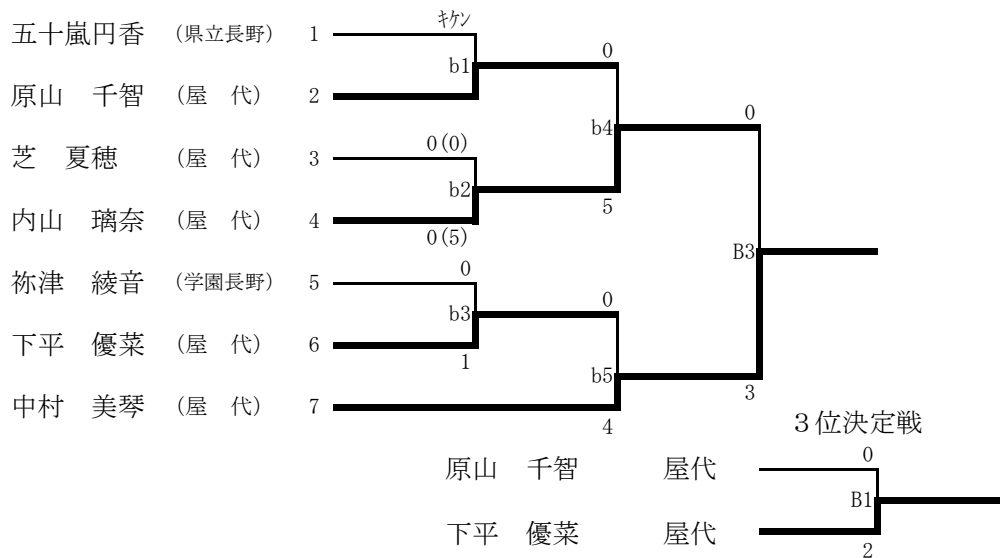 キケン
五十嵐円香 （県立長野） 1
0
b1
原山　千智 （屋　代） 2
0
b4
0(0)
芝　夏穂 （屋　代） 3
b2
5
内山　璃奈 （屋　代） 4
0(5)
B3
0
祢津　綾音 （学園長野） 5
0
b3
下平　優菜 （屋　代） 6
1
b5
3
中村　美琴 （屋　代） 7
4
３位決定戦
0
原山　千智 屋代
B1
下平　優菜 屋代
2